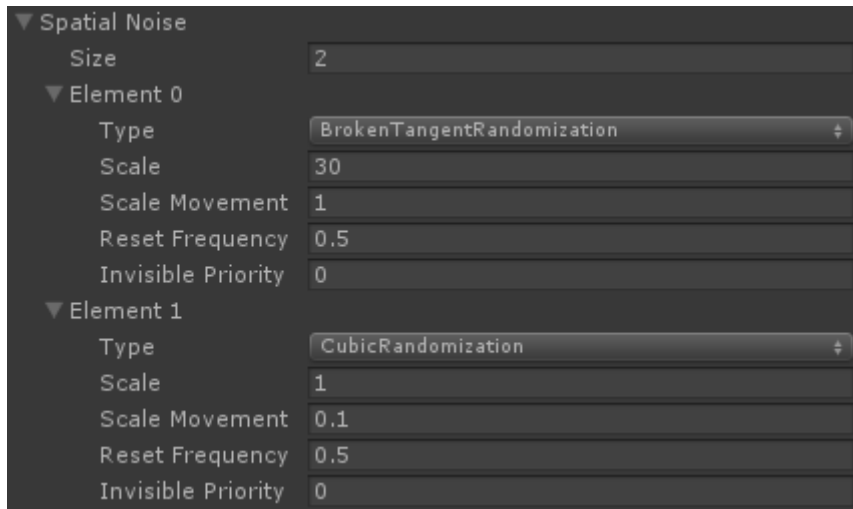 Spatial Noise
Size 2
Element 0
Type BrokenTangentRandomization
Scale 30
Scale Movement 1
Reset Frequency 0.5
Invisible Priority 0
Element 1
Type CubicRandomization
Scale 1
Scale Movement 0.1
Reset Frequency 0.5
Invisible Priority 0